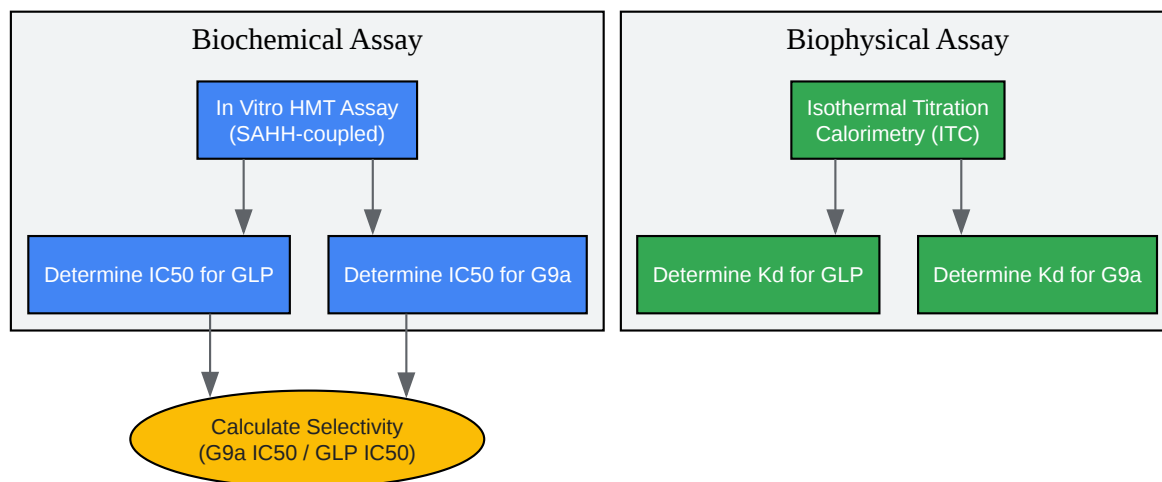 Biochemical Assay
In Vitro HMT Assay
(SAHH-coupled)
Determine IC50 for GLP
Determine IC50 for G9a
Calculate Selectivity
(G9a IC50 / GLP IC50)
Biophysical Assay
Isothermal Titration
Calorimetry (ITC)
Determine Kd for GLP
Determine Kd for G9a